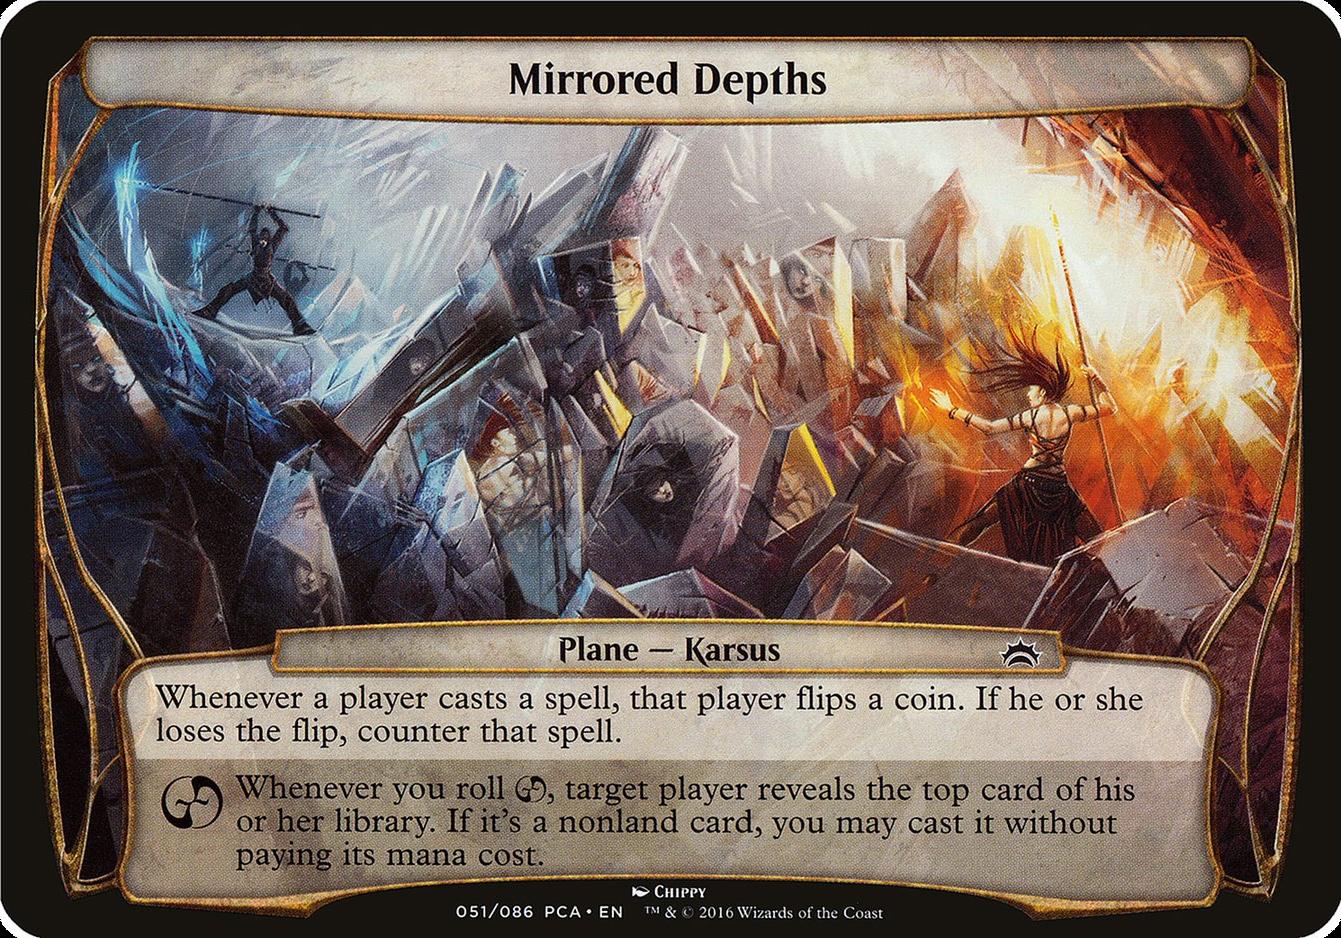 Mirrored Depths
Plane — Karsus
Whenever a player casts a spell, that player flips a coin. If he or she
loses the flip, counter that spell.
Whenever you roll , target player reveals the top card of his
or her library. If it's a nonland card, you may cast it without
paying its mana cost.
Chippy
051/086 PCA • EN ™ & © 2016 Wizards of the Coast